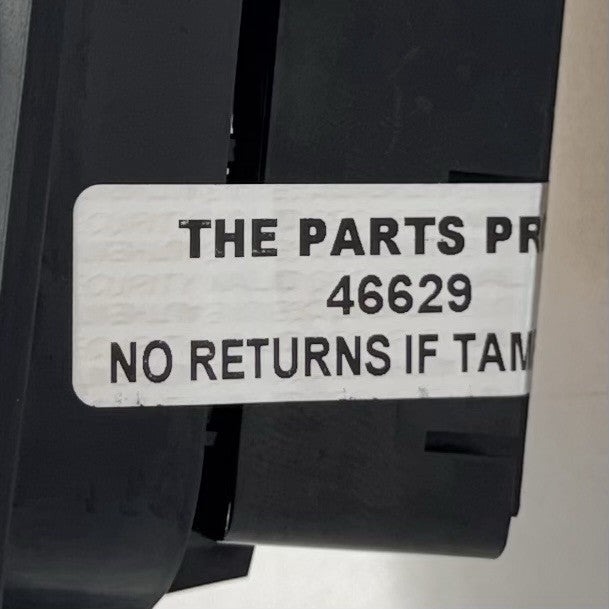 THE PARTS PR
46629
NO RETURNS IF TAM